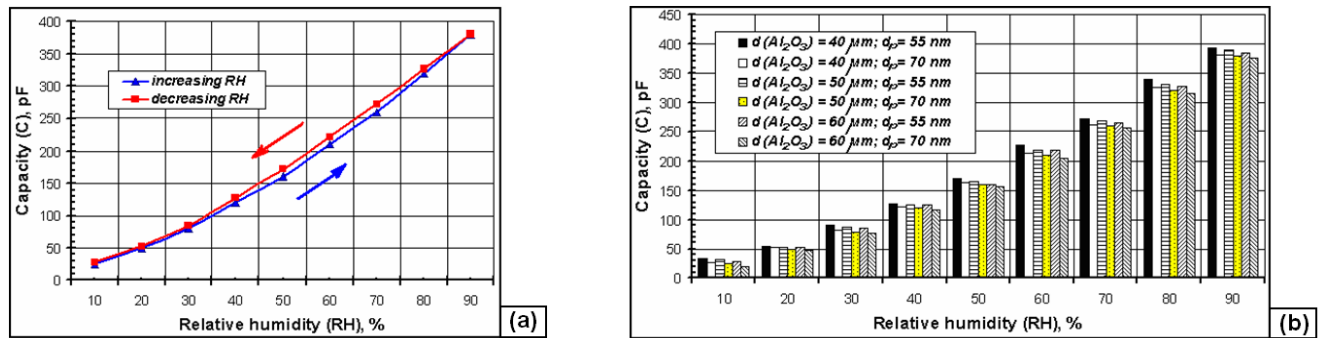 400
350
300
250
200
150
100
50
0
Capacity (C), pF
increasing RH
decreasing RH
10 20 30 40 50 60 70 80 90
Relative humidity (RH), %
(a)
450
400
350
300
250
200
150
100
50
0
Capacity (C), pF
d (Al₂O₃) = 40 μm; dₚ= 55 nm
d (Al₂O₃) = 40 μm; dₚ= 70 nm
d (Al₂O₃) = 50 μm; dₚ= 55 nm
d (Al₂O₃) = 50 μm; dₚ= 70 nm
d (Al₂O₃) = 60 μm; dₚ= 55 nm
d (Al₂O₃) = 60 μm; dₚ= 70 nm
10 20 30 40 50 60 70 80 90
Relative humidity (RH), %
(b)